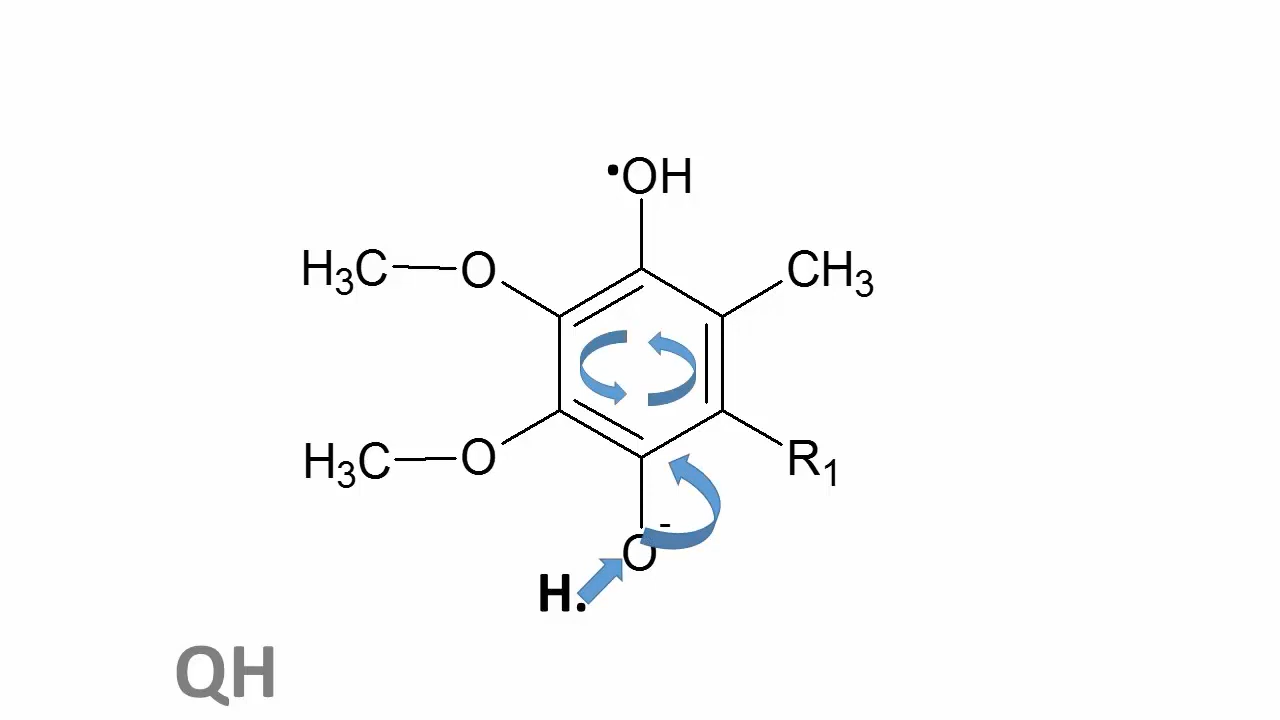 •OH
H₃C O CH₃
H₃C O R₁
O⁻
H.
QH